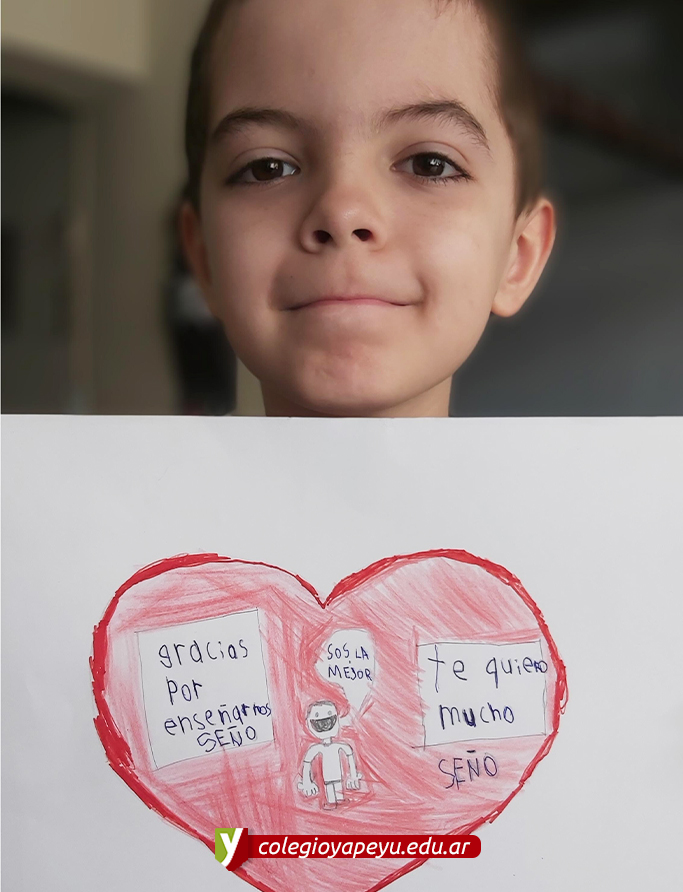 gracias
por
enseñarnos
SEÑO
SOS LA
MEJOR
te quiero
mucho
SEÑO
y colegioyapeyu.edu.ar